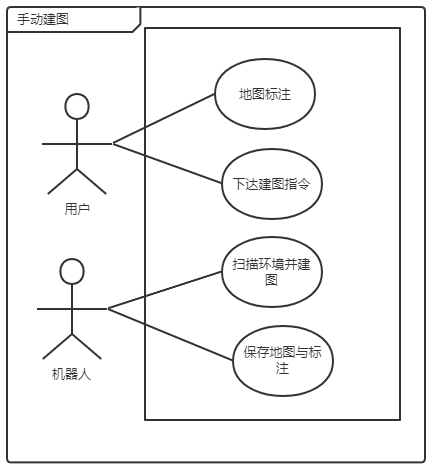 手动建图
地图标注
下达建图指令
用户
扫描环境并建
图
保存地图与标
注
机器人